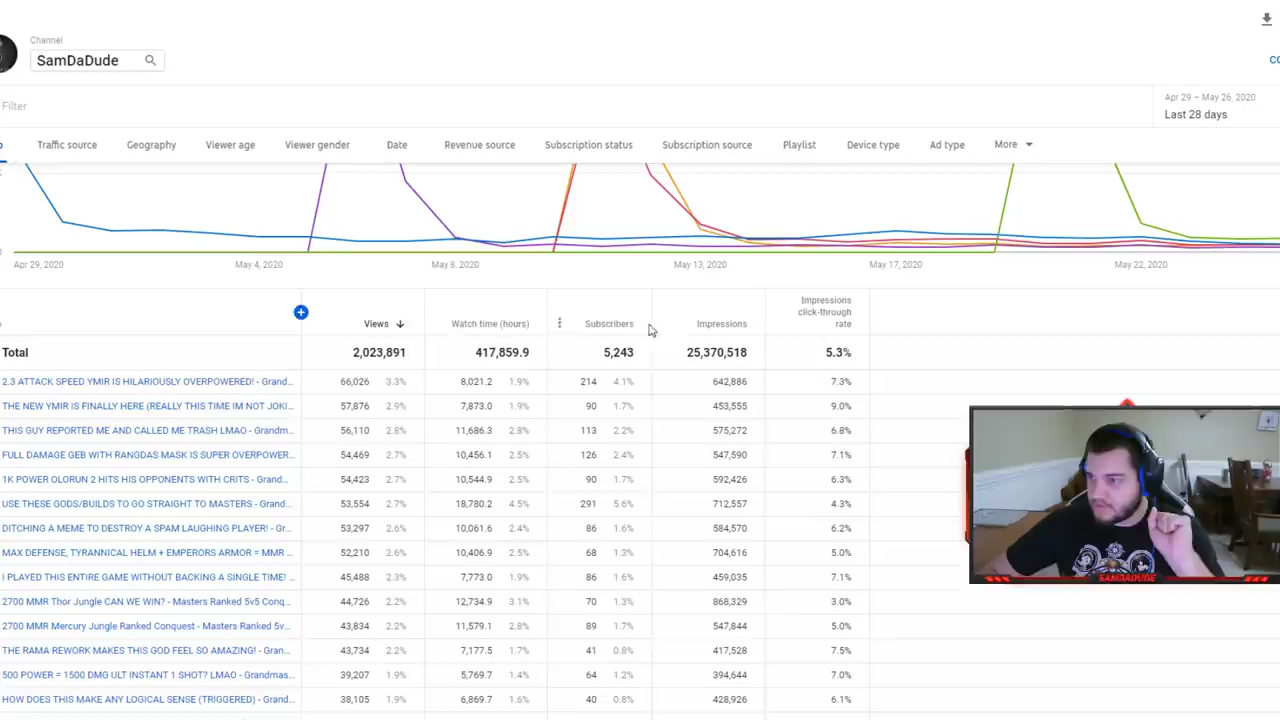 Channel
SamDaDude
CO
Filter
Apr 29 – May 26, 2020
Last 28 days
Traffic source Geography Viewer age Viewer gender Date Revenue source Subscription status Subscription source Playlist Device type Ad type More
0
Apr 29, 2020 May 4, 2020 May 8, 2020 May 13, 2020 May 17, 2020 May 22, 2020
Impressions
click-through
rate
Views Watch time (hours) Subscribers Impressions
Total 2,023,891 417,859.9 5,243 25,370,518 5.3%
2.3 ATTACK SPEED YMIR IS HILARIOUSLY OVERPOWERED! - Grand... 66,026 3.3% 8,021.2 1.9% 214 4.1% 642,886 7.3%
THE NEW YMIR IS FINALLY HERE (REALLY THIS TIME IM NOT JOKI... 57,876 2.9% 7,873.0 1.9% 90 1.7% 453,555 9.0%
THIS GUY REPORTED ME AND CALLED ME TRASH LMAO - Grandm... 56,110 2.8% 11,686.3 2.8% 113 2.2% 575,272 6.8%
FULL DAMAGE GEB WITH RANGDAS MASK IS SUPER OVERPOWER... 54,469 2.7% 10,456.1 2.5% 126 2.4% 547,590 7.1%
1K POWER OLORUN 2 HITS HIS OPPONENTS WITH CRITS - Grand... 54,423 2.7% 10,544.9 2.5% 90 1.7% 592,426 6.3%
USE THESE GODS/BUILDS TO GO STRAIGHT TO MASTERS - Grand... 53,554 2.7% 18,780.2 4.5% 291 5.6% 712,557 4.3%
DITCHING A MEME TO DESTROY A SPAM LAUGHING PLAYER! - Gr... 53,297 2.6% 10,061.6 2.4% 86 1.6% 584,570 6.2%
MAX DEFENSE, TYRANNICAL HELM + EMPERORS ARMOR = MMR ... 52,210 2.6% 10,406.9 2.5% 68 1.3% 704,616 5.0%
I PLAYED THIS ENTIRE GAME WITHOUT BACKING A SINGLE TIME! ... 45,488 2.3% 7,773.0 1.9% 86 1.6% 459,035 7.1%
2700 MMR Thor Jungle CAN WE WIN? - Masters Ranked 5v5 Conq... 44,726 2.2% 12,734.9 3.1% 70 1.3% 868,329 3.0%
2700 MMR Mercury Jungle Ranked Conquest - Masters Ranked 5v... 43,834 2.2% 11,579.1 2.8% 89 1.7% 547,844 5.0%
THE RAMA REWORK MAKES THIS GOD FEEL SO AMAZING! - Gran... 43,734 2.2% 7,177.5 1.7% 41 0.8% 417,528 7.5%
500 POWER = 1500 DMG ULT INSTANT 1 SHOT? LMAO - Grandmas... 39,207 1.9% 5,769.7 1.4% 64 1.2% 394,644 7.0%
HOW DOES THIS MAKE ANY LOGICAL SENSE (TRIGGERED) - Grand... 38,105 1.9% 6,869.7 1.6% 40 0.8% 428,926 6.1%
SAMDADUDE